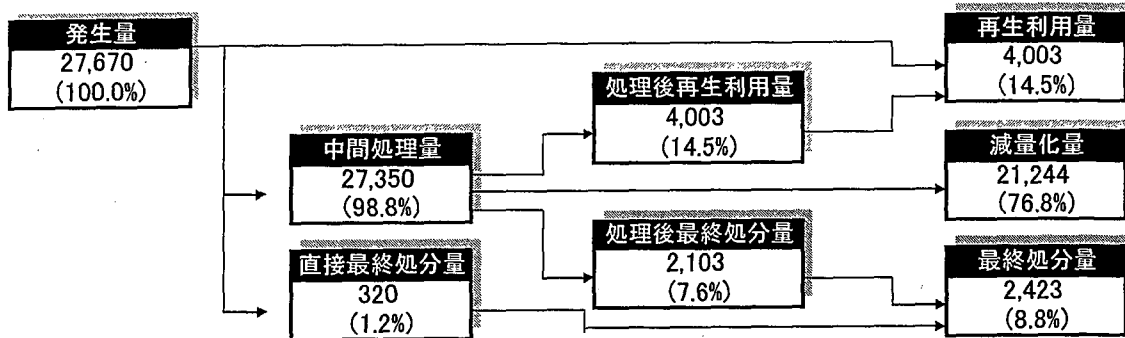 発生量
27,670
(100.0%)
再生利用量
4,003
(14.5%)
処理後再生利用量
4,003
(14.5%)
中間処理量
27,350
(98.8%)
減量化量
21,244
(76.8%)
処理後最終処分量
2,103
(7.6%)
直接最終処分量
320
(1.2%)
最終処分量
2,423
(8.8%)